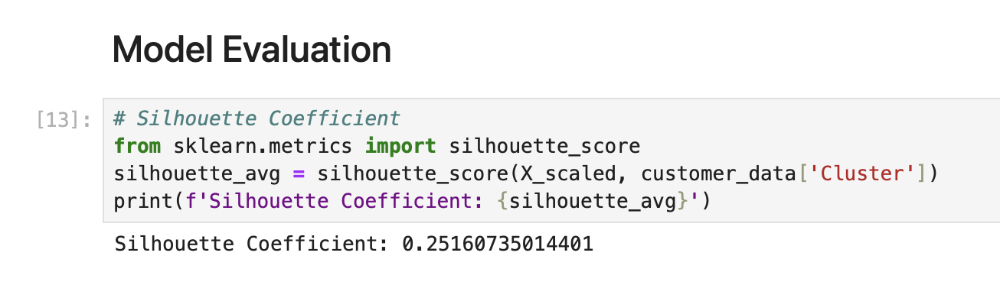 Model Evaluation
[13]:
# Silhouette Coefficient
from sklearn.metrics import silhouette_score
silhouette_avg = silhouette_score(X_scaled, customer_data['Cluster'])
print(f'Silhouette Coefficient: {silhouette_avg}')
Silhouette Coefficient: 0.25160735014401